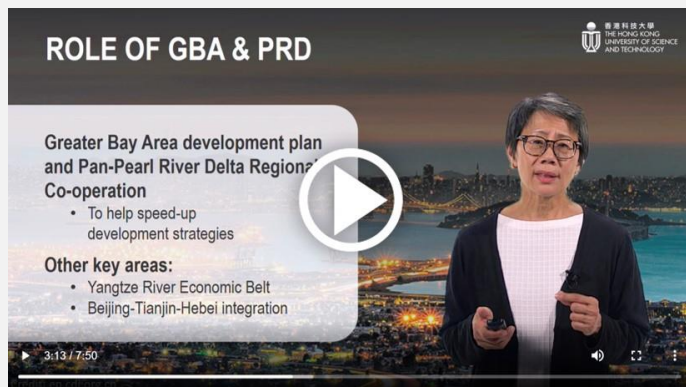 ROLE OF GBA & PRD
香港科技大學
THE HONG KONG
UNIVERSITY OF SCIENCE
AND TECHNOLOGY
Greater Bay Area development plan
and Pan-Pearl River Delta Regional
Co-operation
• To help speed-up
development strategies
Other key areas:
• Yangtze River Economic Belt
• Beijing-Tianjin-Hebei integration
3:13 / 7:50